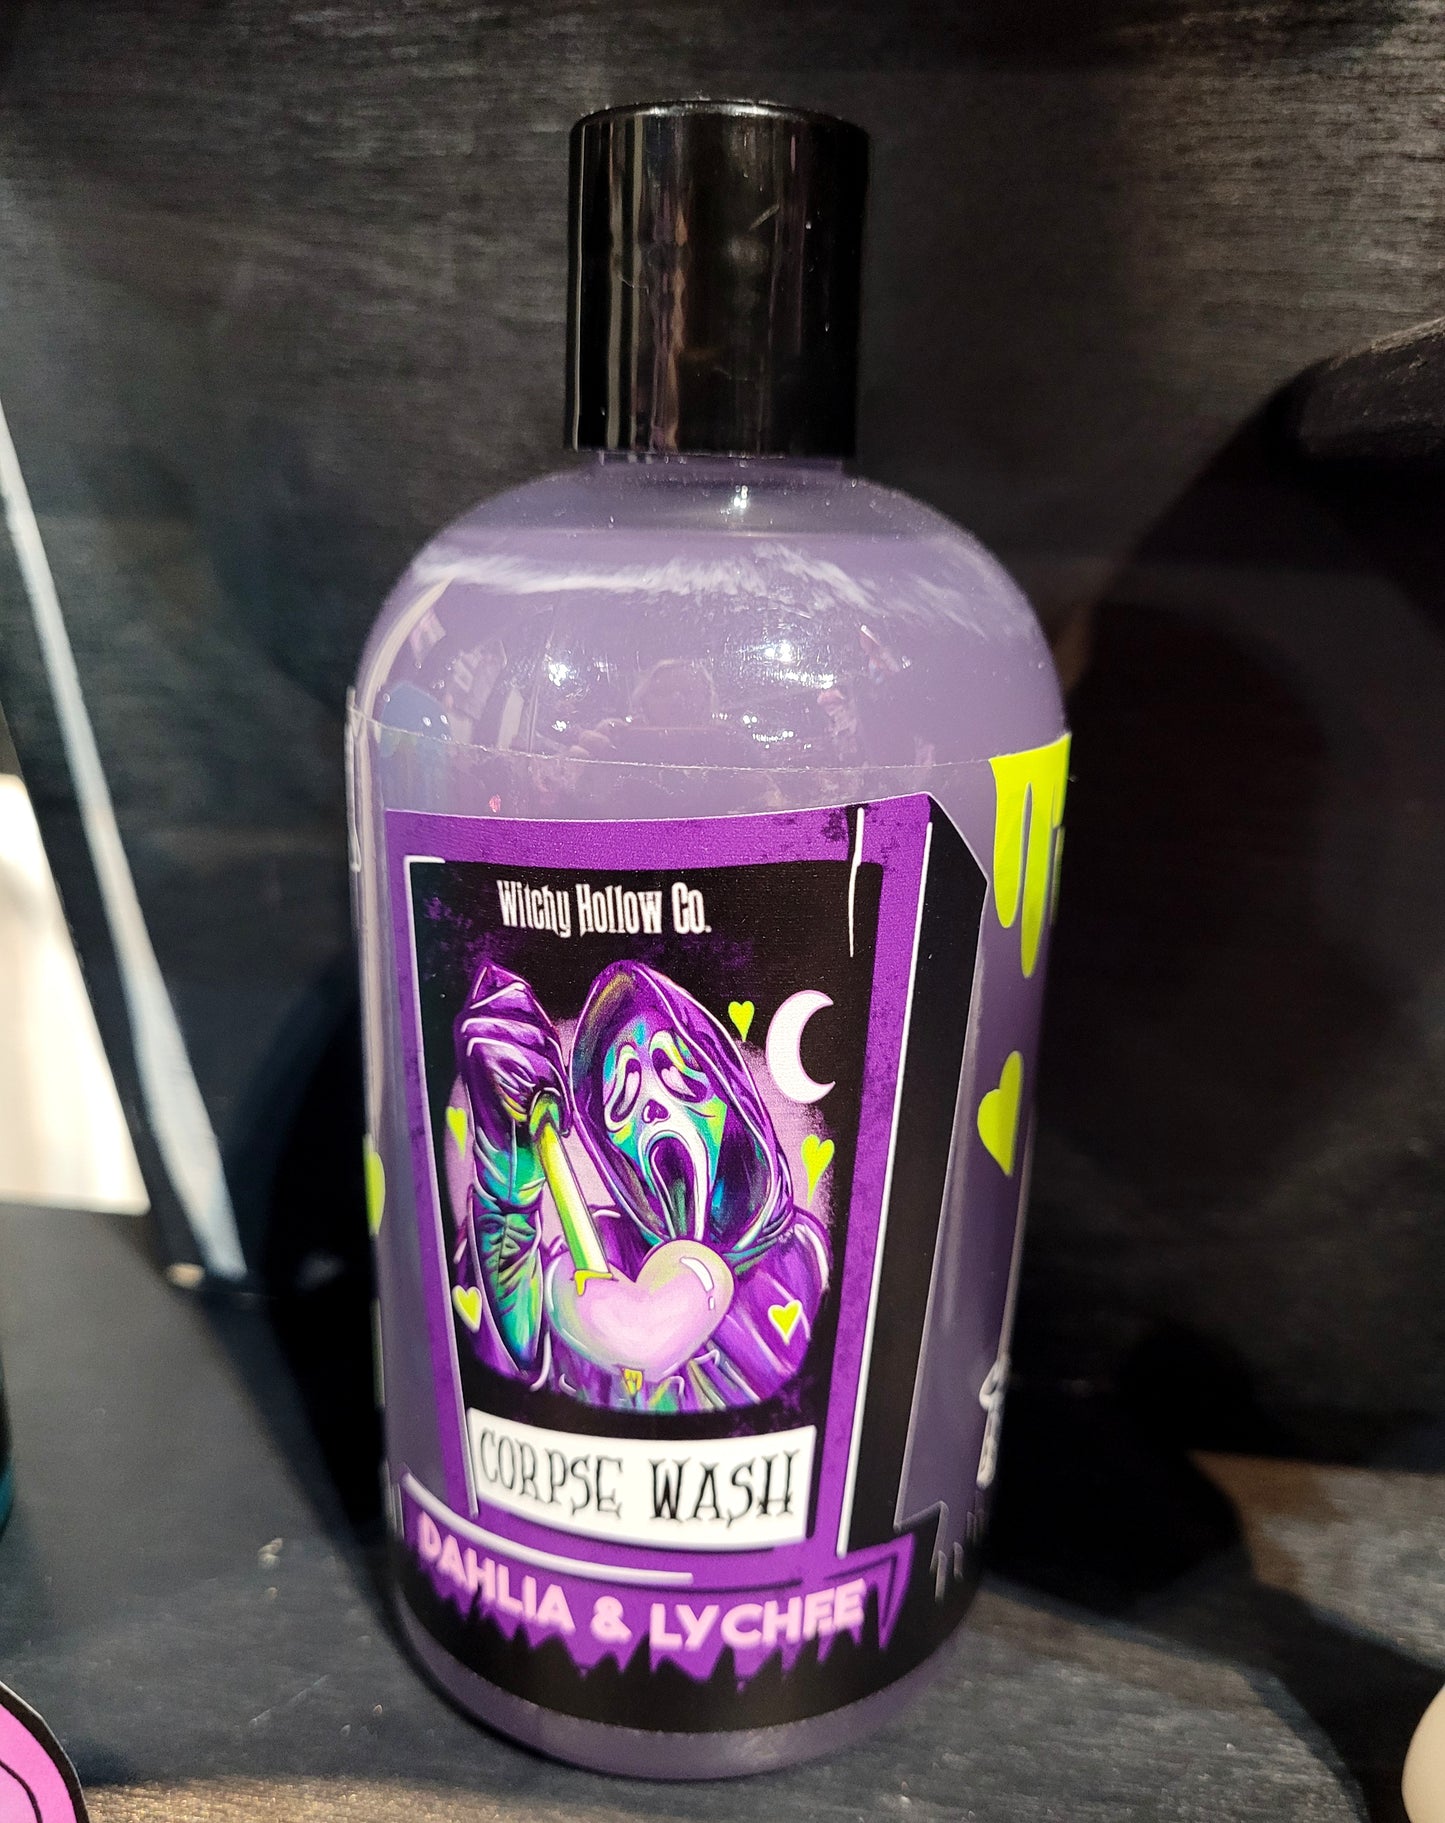 Witchy Hollow Co.
CORPSE WASH
DAHLIA & LYCHEE